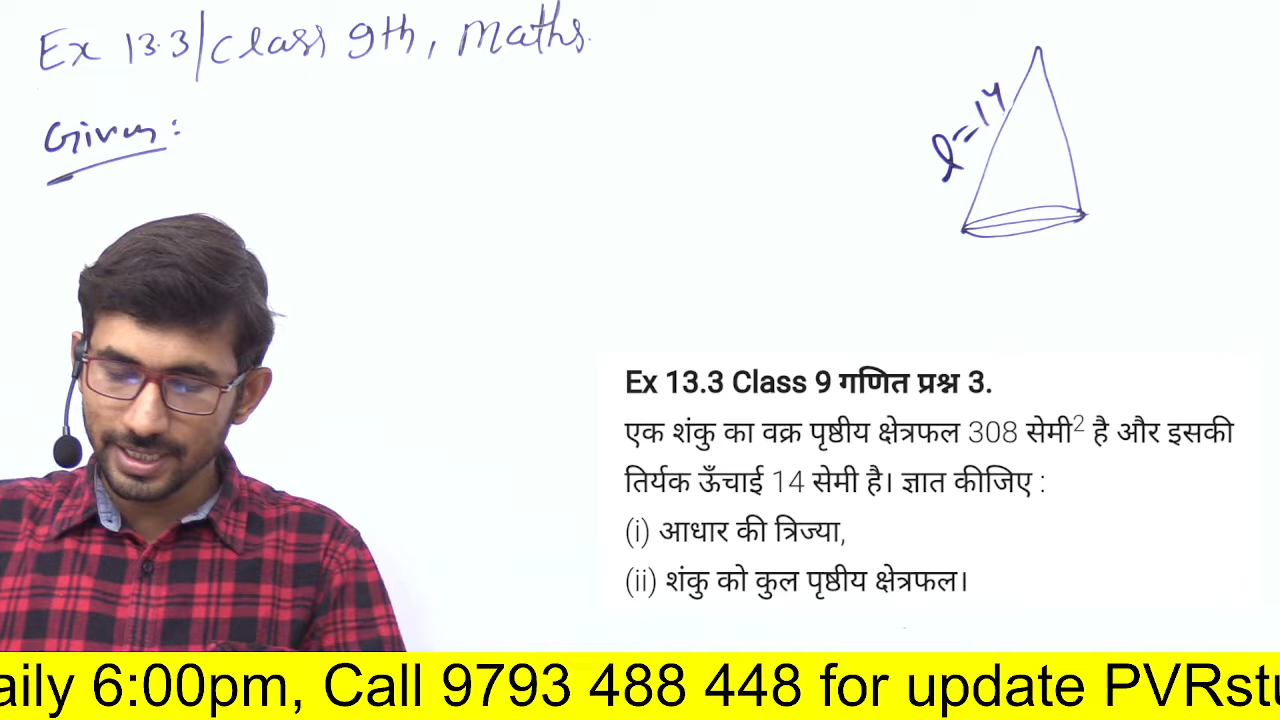 Ex 13.3/Class 9th, Maths.
Given:
l=14
Ex 13.3 Class 9 गणित प्रश्न 3.
एक शंकु का वक्र पृष्ठीय क्षेत्रफल 308 सेमी² है और इसकी
तिर्यक ऊँचाई 14 सेमी है। ज्ञात कीजिए :
(i) आधार की त्रिज्या,
(ii) शंकु को कुल पृष्ठीय क्षेत्रफल।
aily 6:00pm, Call 9793 488 448 for update PVRstu